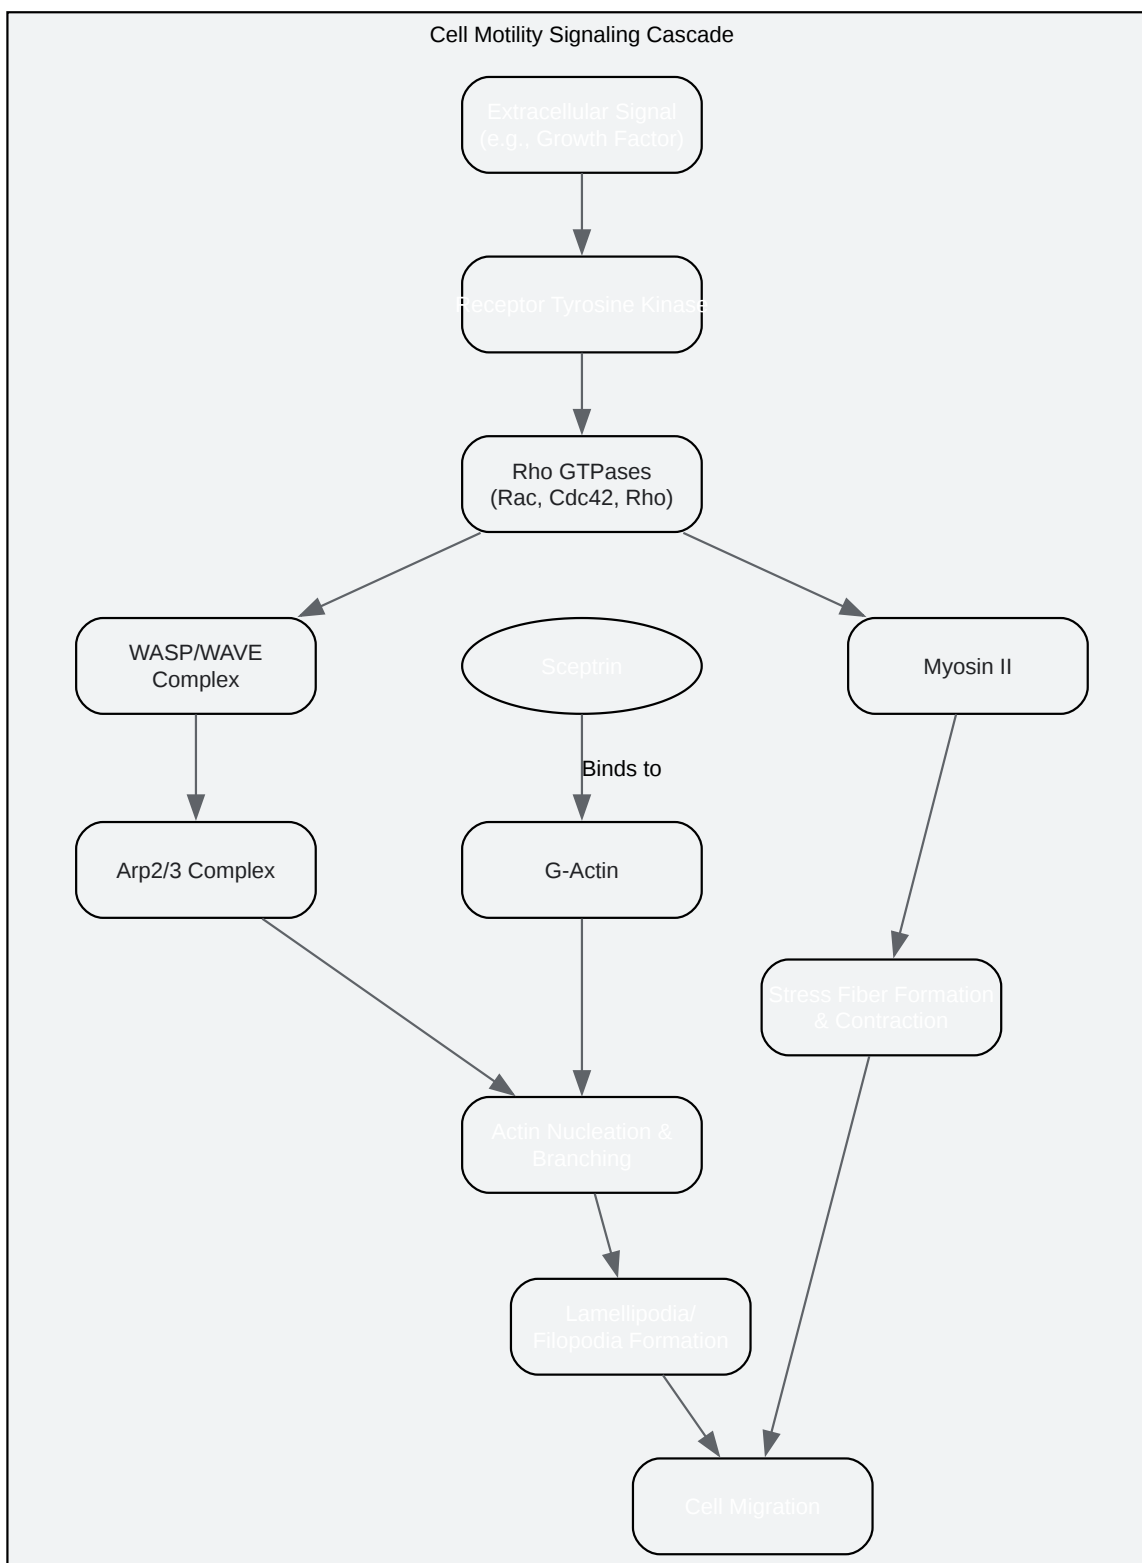 Cell Motility Signaling Cascade
Extracellular Signal
(e.g., Growth Factor)
Receptor Tyrosine Kinase
Rho GTPases
(Rac, Cdc42, Rho)
WASP/WAVE
Complex
Sceptrin
Myosin II
Binds to
Arp2/3 Complex
G-Actin
Stress Fiber Formation
& Contraction
Actin Nucleation &
Branching
Lamellipodia/
Filopodia Formation
Cell Migration